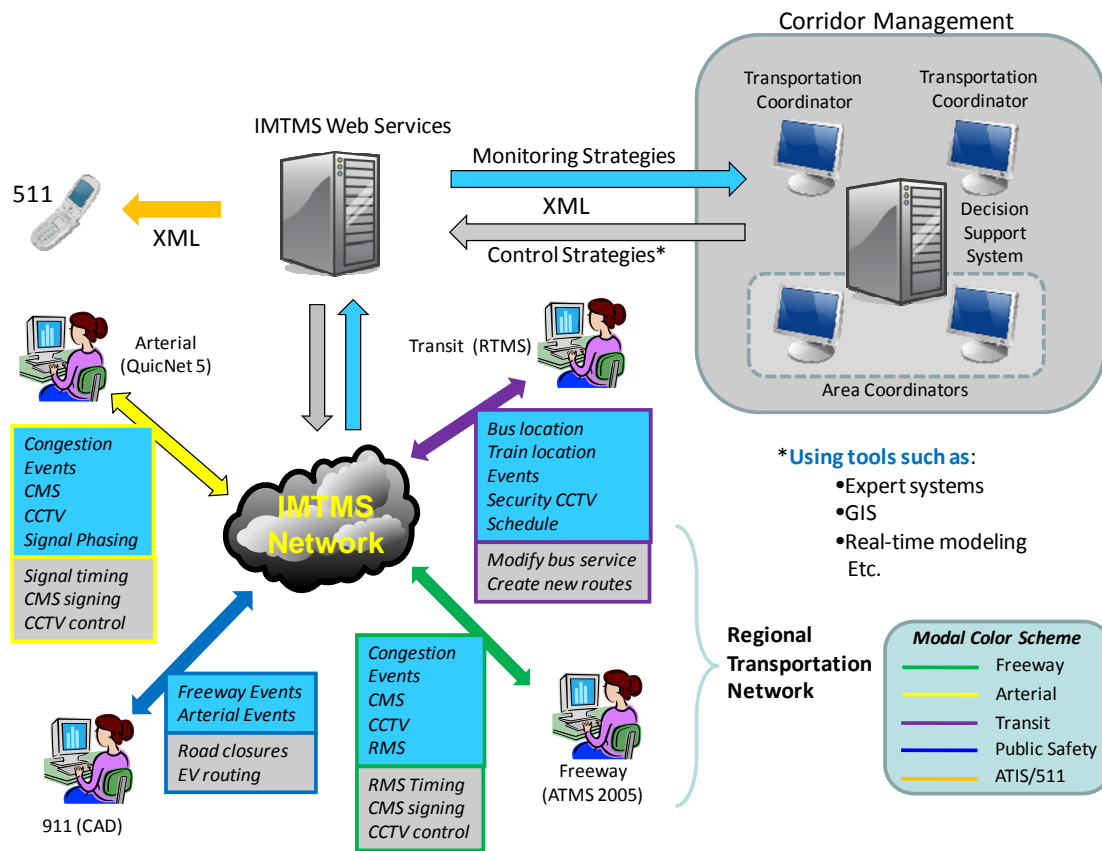 Corridor Management
Transportation
Coordinator
Transportation
Coordinator
IMTMS Web Services
Monitoring Strategies
511
XML
XML
Decision
Support
System
Control Strategies*
Arterial
(QuicNet 5)
Transit (RTMS)
Area Coordinators
Congestion
Events
CMS
CCTV
Signal Phasing
Signal timing
CMS signing
CCTV control
IMTMS
Network
Bus location
Train location
Events
Security CCTV
Schedule
Modify bus service
Create new routes
*Using tools such as:
•Expert systems
•GIS
•Real-time modeling
Etc.
Freeway Events
Arterial Events
Road closures
EV routing
911 (CAD)
Congestion
Events
CMS
CCTV
RMS
RMS Timing
CMS signing
CCTV control
Freeway
(ATMS 2005)
Regional
Transportation
Network
Modal Color Scheme
Freeway
Arterial
Transit
Public Safety
ATIS/511